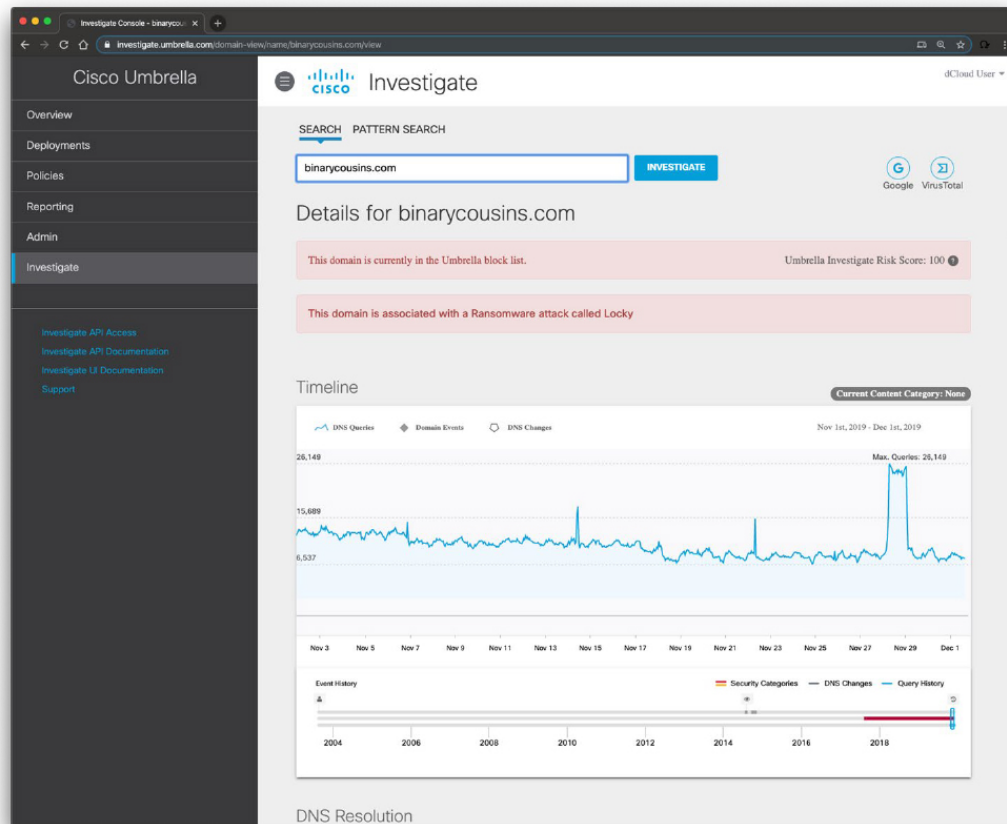 Investigate Console - binarycou
investigate.umbrella.com/domain-view/name/binarycousins.com/view
Cisco Umbrella
Overview
Deployments
Policies
Reporting
Admin
Investigate
Investigate API Access
Investigate API Documentation
Investigate UI Documentation
Support
CISCO Investigate
dCloud User
SEARCH PATTERN SEARCH
binarycousins.com
INVESTIGATE
G
Σ
Google VirusTotal
Details for binarycousins.com
This domain is currently in the Umbrella block list. Umbrella Investigate Risk Score: 100
This domain is associated with a Ransomware attack called Locky
Timeline
Current Content Category: None
DNS Queries Domain Events DNS Changes Nov 1st, 2019 - Dec 1st, 2019
26,149 Max. Queries: 26,149
15,689
6,537
Nov 3 Nov 5 Nov 7 Nov 9 Nov 11 Nov 13 Nov 15 Nov 17 Nov 19 Nov 21 Nov 23 Nov 25 Nov 27 Nov 29 Dec 1
Event History Security Categories DNS Changes Query History
2004 2006 2008 2010 2012 2014 2016 2018
DNS Resolution